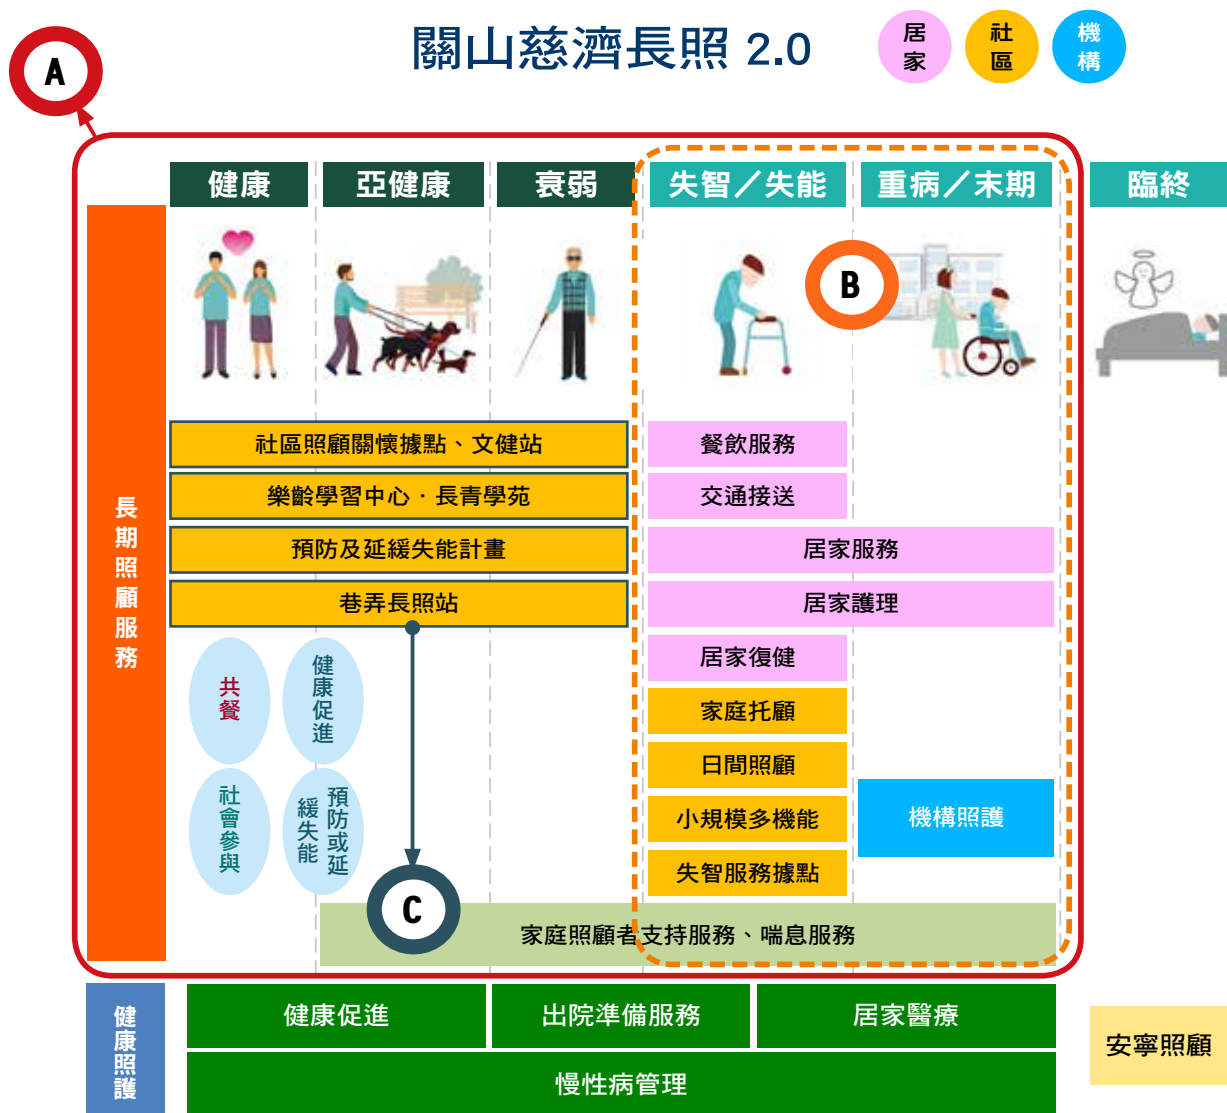 關山慈濟長照 2.0
居家
社區
機構
A
健康
亞健康
衰弱
失智／失能
重病／末期
臨終
B
長期照顧服務
社區照顧關懷據點、文健站
樂齡學習中心．長青學苑
預防及延緩失能計畫
巷弄長照站
餐飲服務
交通接送
居家服務
居家護理
居家復健
家庭托顧
日間照顧
小規模多機能
失智服務據點
機構照護
共餐
健康促進
社會參與
預防或延
緩失能
C
家庭照顧者支持服務、喘息服務
健康照護
健康促進
出院準備服務
居家醫療
慢性病管理
安寧照顧